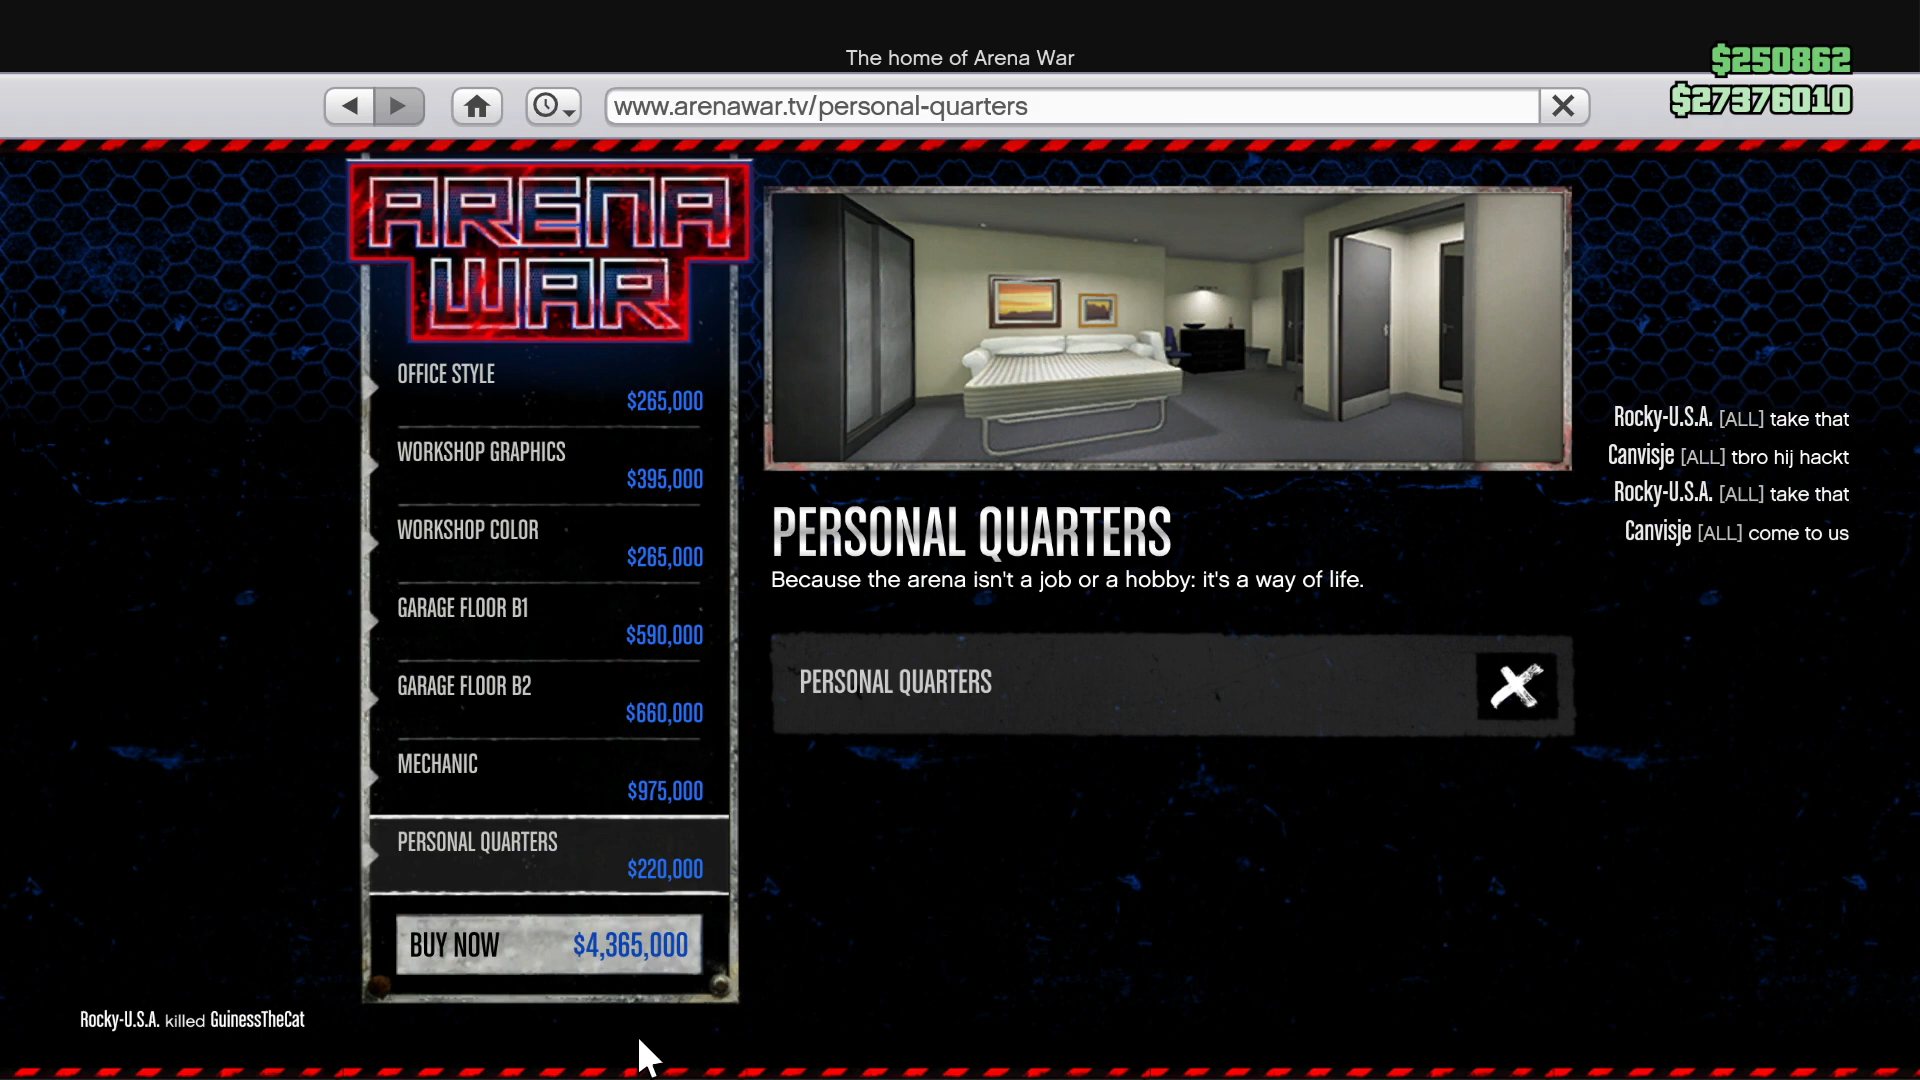 The home of Arena War
$250862
$27376010
www.arenawar.tv/personal-quarters
ARENA
WAR
OFFICE STYLE
$265,000
WORKSHOP GRAPHICS
$395,000
WORKSHOP COLOR
$265,000
GARAGE FLOOR B1
$590,000
GARAGE FLOOR B2
$660,000
MECHANIC
$975,000
PERSONAL QUARTERS
$220,000
BUY NOW $4,365,000
PERSONAL QUARTERS
Because the arena isn't a job or a hobby: it's a way of life.
PERSONAL QUARTERS
Rocky-U.S.A. [ALL] take that
Canvisje [ALL] tbro hij hackt
Rocky-U.S.A. [ALL] take that
Canvisje [ALL] come to us
Rocky-U.S.A. killed GuinessTheCat